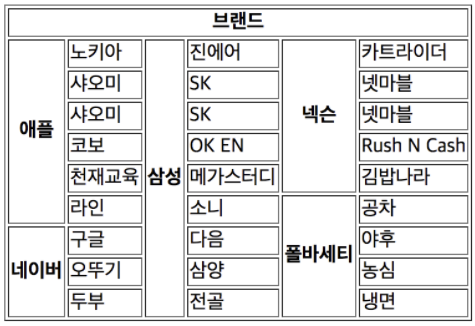 브랜드
애플 노키아 삼성 진에어 넥슨 카트라이더
샤오미 SK 넷마블
샤오미 SK 넷마블
코보 OK EN Rush N Cash
천재교육 메가스터디 김밥나라
라인 소니 폴바세티 공차
네이버 구글 다음 야후
오뚜기 삼양 농심
두부 전골 냉면